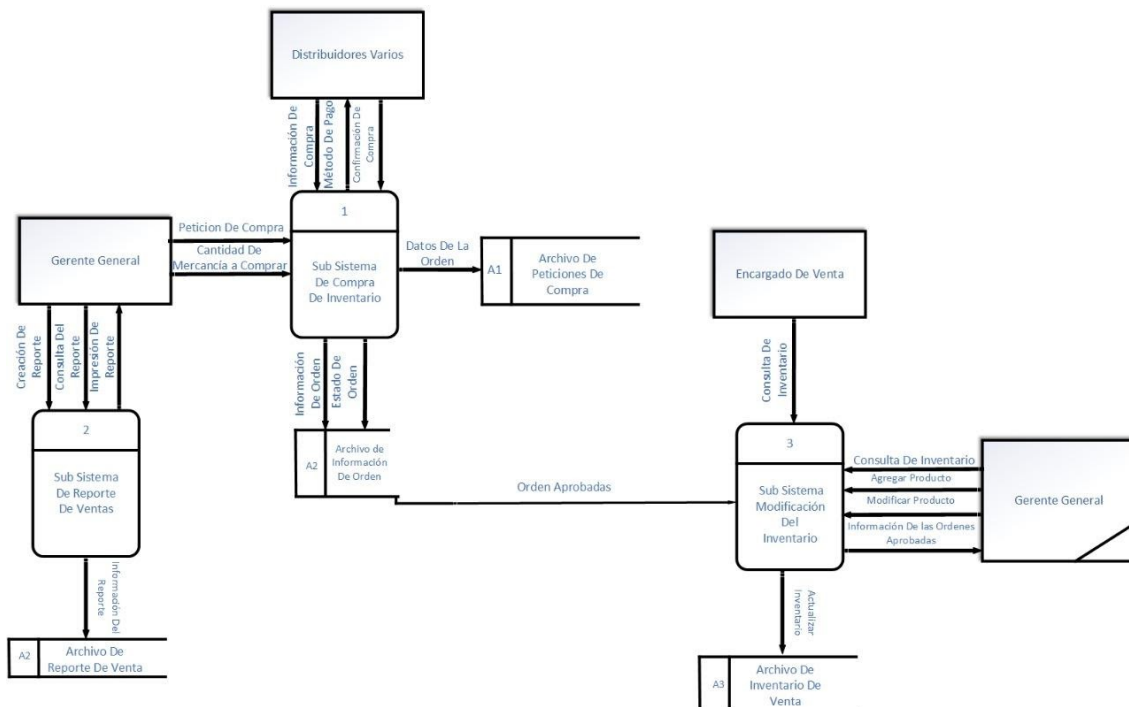 Distribuidores Varios
Información De
Compra
Método De Pago
Confirmación De
Compra
Gerente General
Peticion De Compra
Cantidad De
Mercancía a Comprar
1
Sub Sistema
De Compra
De Inventario
Datos De La
Orden
A1
Archivo de
Peticiones De
Compra
Encargado De Venta
Creación De
Reporte
Consulta Del
Reporte
Impresión De
Reporte
Información
De Orden
Estado De
Orden
Consulta De
Inventario
2
Sub Sistema
De Reporte
De Ventas
A2
Archivo de
Información
De Orden
Orden Aprobadas
3
Sub Sistema
Modificación
Del
Inventario
Consulta De Inventario
Agregar Producto
Modificar Producto
Información De las Ordenes
Aprobadas
Gerente General
Información Del
Reporte
Actualizar
Inventario
A2
Archivo De
Reporte De Venta
A3
Archivo De
Inventario De
Venta